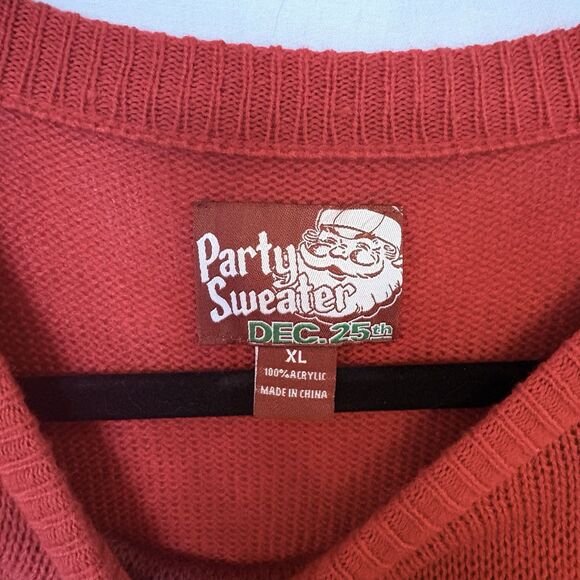 Party
Sweater
DEC. 25th
XL
100% ACRYLIC
MADE IN CHINA